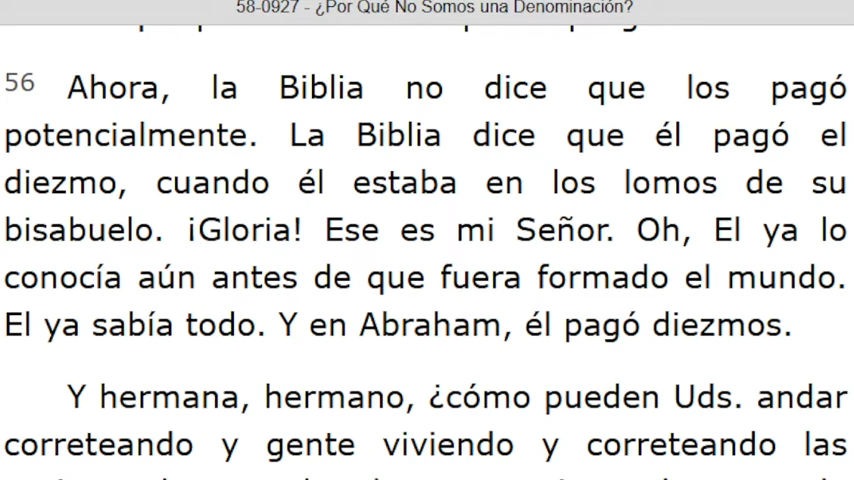 58-0927 - ¿Por Qué No Somos una Denominación?
56 Ahora, la Biblia no dice que los pagó
potencialmente. La Biblia dice que él pagó el
diezmo, cuando él estaba en los lomos de su
bisabuelo. ¡Gloria! Ese es mi Señor. Oh, El ya lo
conocía aún antes de que fuera formado el mundo.
El ya sabía todo. Y en Abraham, él pagó diezmos.
Y hermana, hermano, ¿cómo pueden Uds. andar
correteando y gente viviendo y correteando las